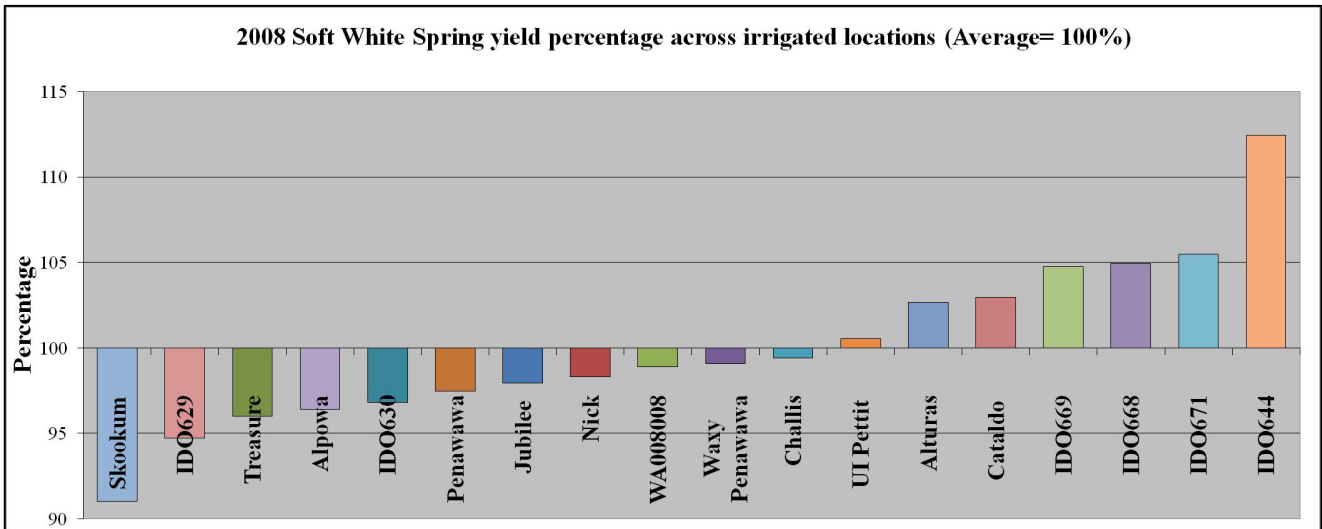 2008 Soft White Spring yield percentage across irrigated locations (Average= 100%)
115
110
105
100
95
90
Percentage
Skookum
IDO629
Treasure
Alpowa
IDO630
Penawawa
Jubilee
Nick
WA008008
Waxy
Penawawa
Challis
UI Pettit
Alturas
Cataldo
IDO669
IDO668
IDO671
IDO644